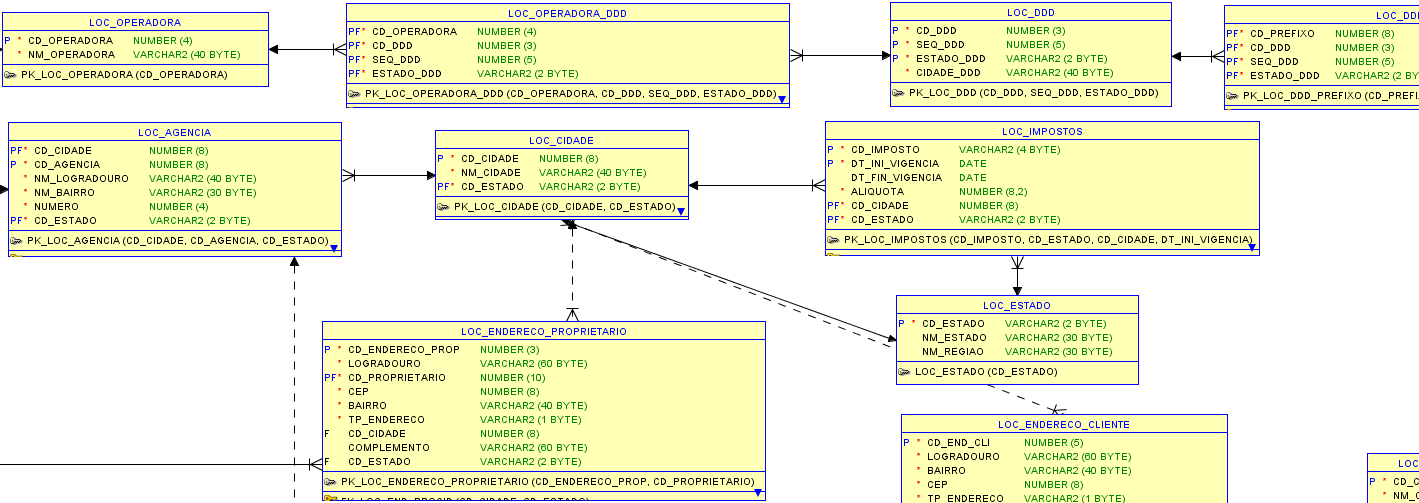 LOC_OPERADORA
P * CD_OPERADORA NUMBER (4)
* NM_OPERADORA VARCHAR2 (40 BYTE)
PK_LOC_OPERADORA (CD_OPERADORA)
LOC_OPERADORA_DDD
PF* CD_OPERADORA NUMBER (4)
PF* CD_DDD NUMBER (3)
PF* SEQ_DDD NUMBER (5)
PF* ESTADO_DDD VARCHAR2 (2 BYTE)
PK_LOC_OPERADORA_DDD (CD_OPERADORA, CD_DDD, SEQ_DDD, ESTADO_DDD)
LOC_DDD
P * CD_DDD NUMBER (3)
P * SEQ_DDD NUMBER (5)
P * ESTADO_DDD VARCHAR2 (2 BYTE)
* CIDADE_DDD VARCHAR2 (40 BYTE)
PK_LOC_DDD (CD_DDD, SEQ_DDD, ESTADO_DDD)
LOC_DD
PF* CD_PREFIXO NUMBER (8)
PF* CD_DDD NUMBER (3)
PF* SEQ_DDD NUMBER (5)
PF* ESTADO_DDD VARCHAR2 (2 BY
PK_LOC_DDD_PREFIXO (CD_PREFI
LOC_AGENCIA
PF* CD_CIDADE NUMBER (8)
P * CD_AGENCIA NUMBER (8)
* NM_LOGRADOURO VARCHAR2 (40 BYTE)
* NM_BAIRRO VARCHAR2 (30 BYTE)
* NUMERO NUMBER (4)
PF* CD_ESTADO VARCHAR2 (2 BYTE)
PK_LOC_AGENCIA (CD_CIDADE, CD_AGENCIA, CD_ESTADO)
LOC_CIDADE
P * CD_CIDADE NUMBER (8)
* NM_CIDADE VARCHAR2 (40 BYTE)
PF* CD_ESTADO VARCHAR2 (2 BYTE)
PK_LOC_CIDADE (CD_CIDADE, CD_ESTADO)
LOC_IMPOSTOS
P * CD_IMPOSTO VARCHAR2 (4 BYTE)
P * DT_INI_VIGENCIA DATE
DT_FIN_VIGENCIA DATE
* ALIQUOTA NUMBER (8,2)
PF* CD_CIDADE NUMBER (8)
PF* CD_ESTADO VARCHAR2 (2 BYTE)
PK_LOC_IMPOSTOS (CD_IMPOSTO, CD_ESTADO, CD_CIDADE, DT_INI_VIGENCIA)
LOC_ESTADO
P * CD_ESTADO VARCHAR2 (2 BYTE)
NM_ESTADO VARCHAR2 (30 BYTE)
NM_REGIAO VARCHAR2 (30 BYTE)
LOC_ESTADO (CD_ESTADO)
LOC_ENDERECO_PROPRIETARIO
P * CD_ENDERECO_PROP NUMBER (3)
* LOGRADOURO VARCHAR2 (60 BYTE)
PF* CD_PROPRIETARIO NUMBER (10)
* CEP NUMBER (8)
* BAIRRO VARCHAR2 (40 BYTE)
* TP_ENDERECO VARCHAR2 (1 BYTE)
F CD_CIDADE NUMBER (8)
COMPLEMENTO VARCHAR2 (60 BYTE)
F CD_ESTADO VARCHAR2 (2 BYTE)
PK_LOC_ENDERECO_PROPRIETARIO (CD_ENDERECO_PROP, CD_PROPRIETARIO)
LOC_ENDERECO_CLIENTE
P * CD_END_CLI NUMBER (5)
* LOGRADOURO VARCHAR2 (60 BYTE)
* BAIRRO VARCHAR2 (40 BYTE)
* CEP NUMBER (8)
* TP_ENDERECO VARCHAR2 (1 BYTE)
LOC
P * CD_C
* NM_C